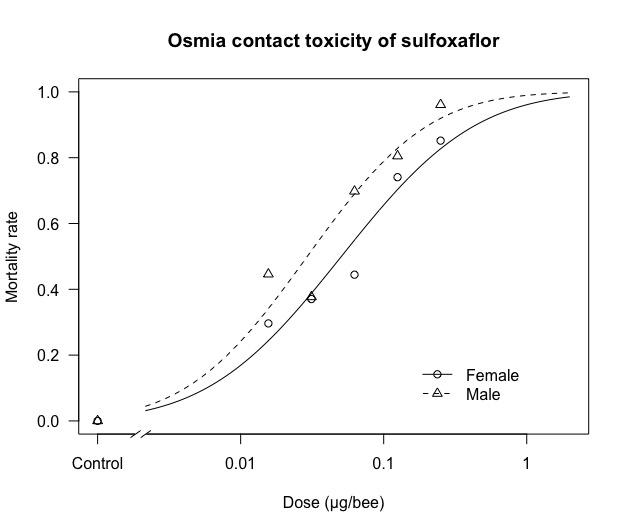 Osmia contact toxicity of sulfoxaflor
Mortality rate
1.0
0.8
0.6
0.4
0.2
0.0
Female
Male
Control
0.01
0.1
1
Dose (µg/bee)